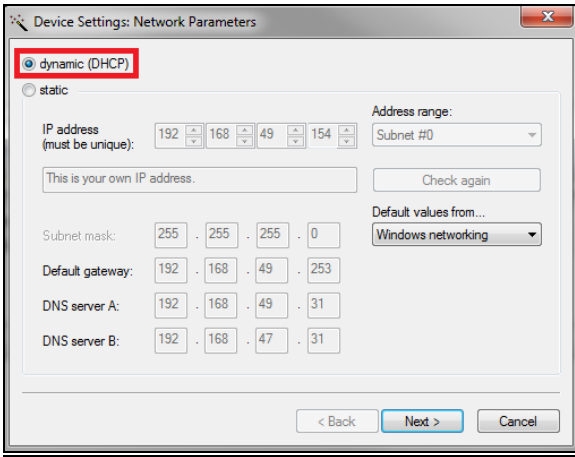 Device Settings: Network Parameters
dynamic (DHCP)
static
Address range:
IP address
(must be unique):
192 168 49 154
Subnet #0
This is your own IP address.
Check again
Default values from...
Subnet mask:
255 . 255 . 255 . 0
Windows networking
Default gateway:
192 . 168 . 49 . 253
DNS server A:
192 . 168 . 49 . 31
DNS server B:
192 . 168 . 47 . 31
< Back
Next >
Cancel